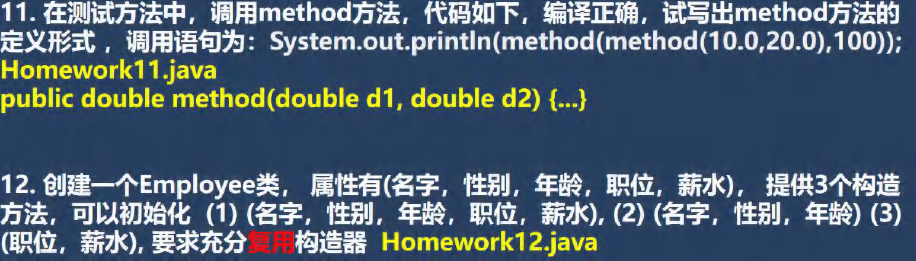 11. 在测试方法中，调用method方法，代码如下，编译正确，试写出method方法的
定义形式 ，调用语句为：System.out.println(method(method(10.0,20.0),100));
Homework11.java
public double method(double d1, double d2) {...}
12. 创建一个Employee类， 属性有(名字，性别，年龄，职位，薪水)， 提供3个构造
方法，可以初始化 (1) (名字，性别，年龄，职位，薪水), (2) (名字，性别，年龄) (3)
(职位，薪水), 要求充分复用构造器 Homework12.java